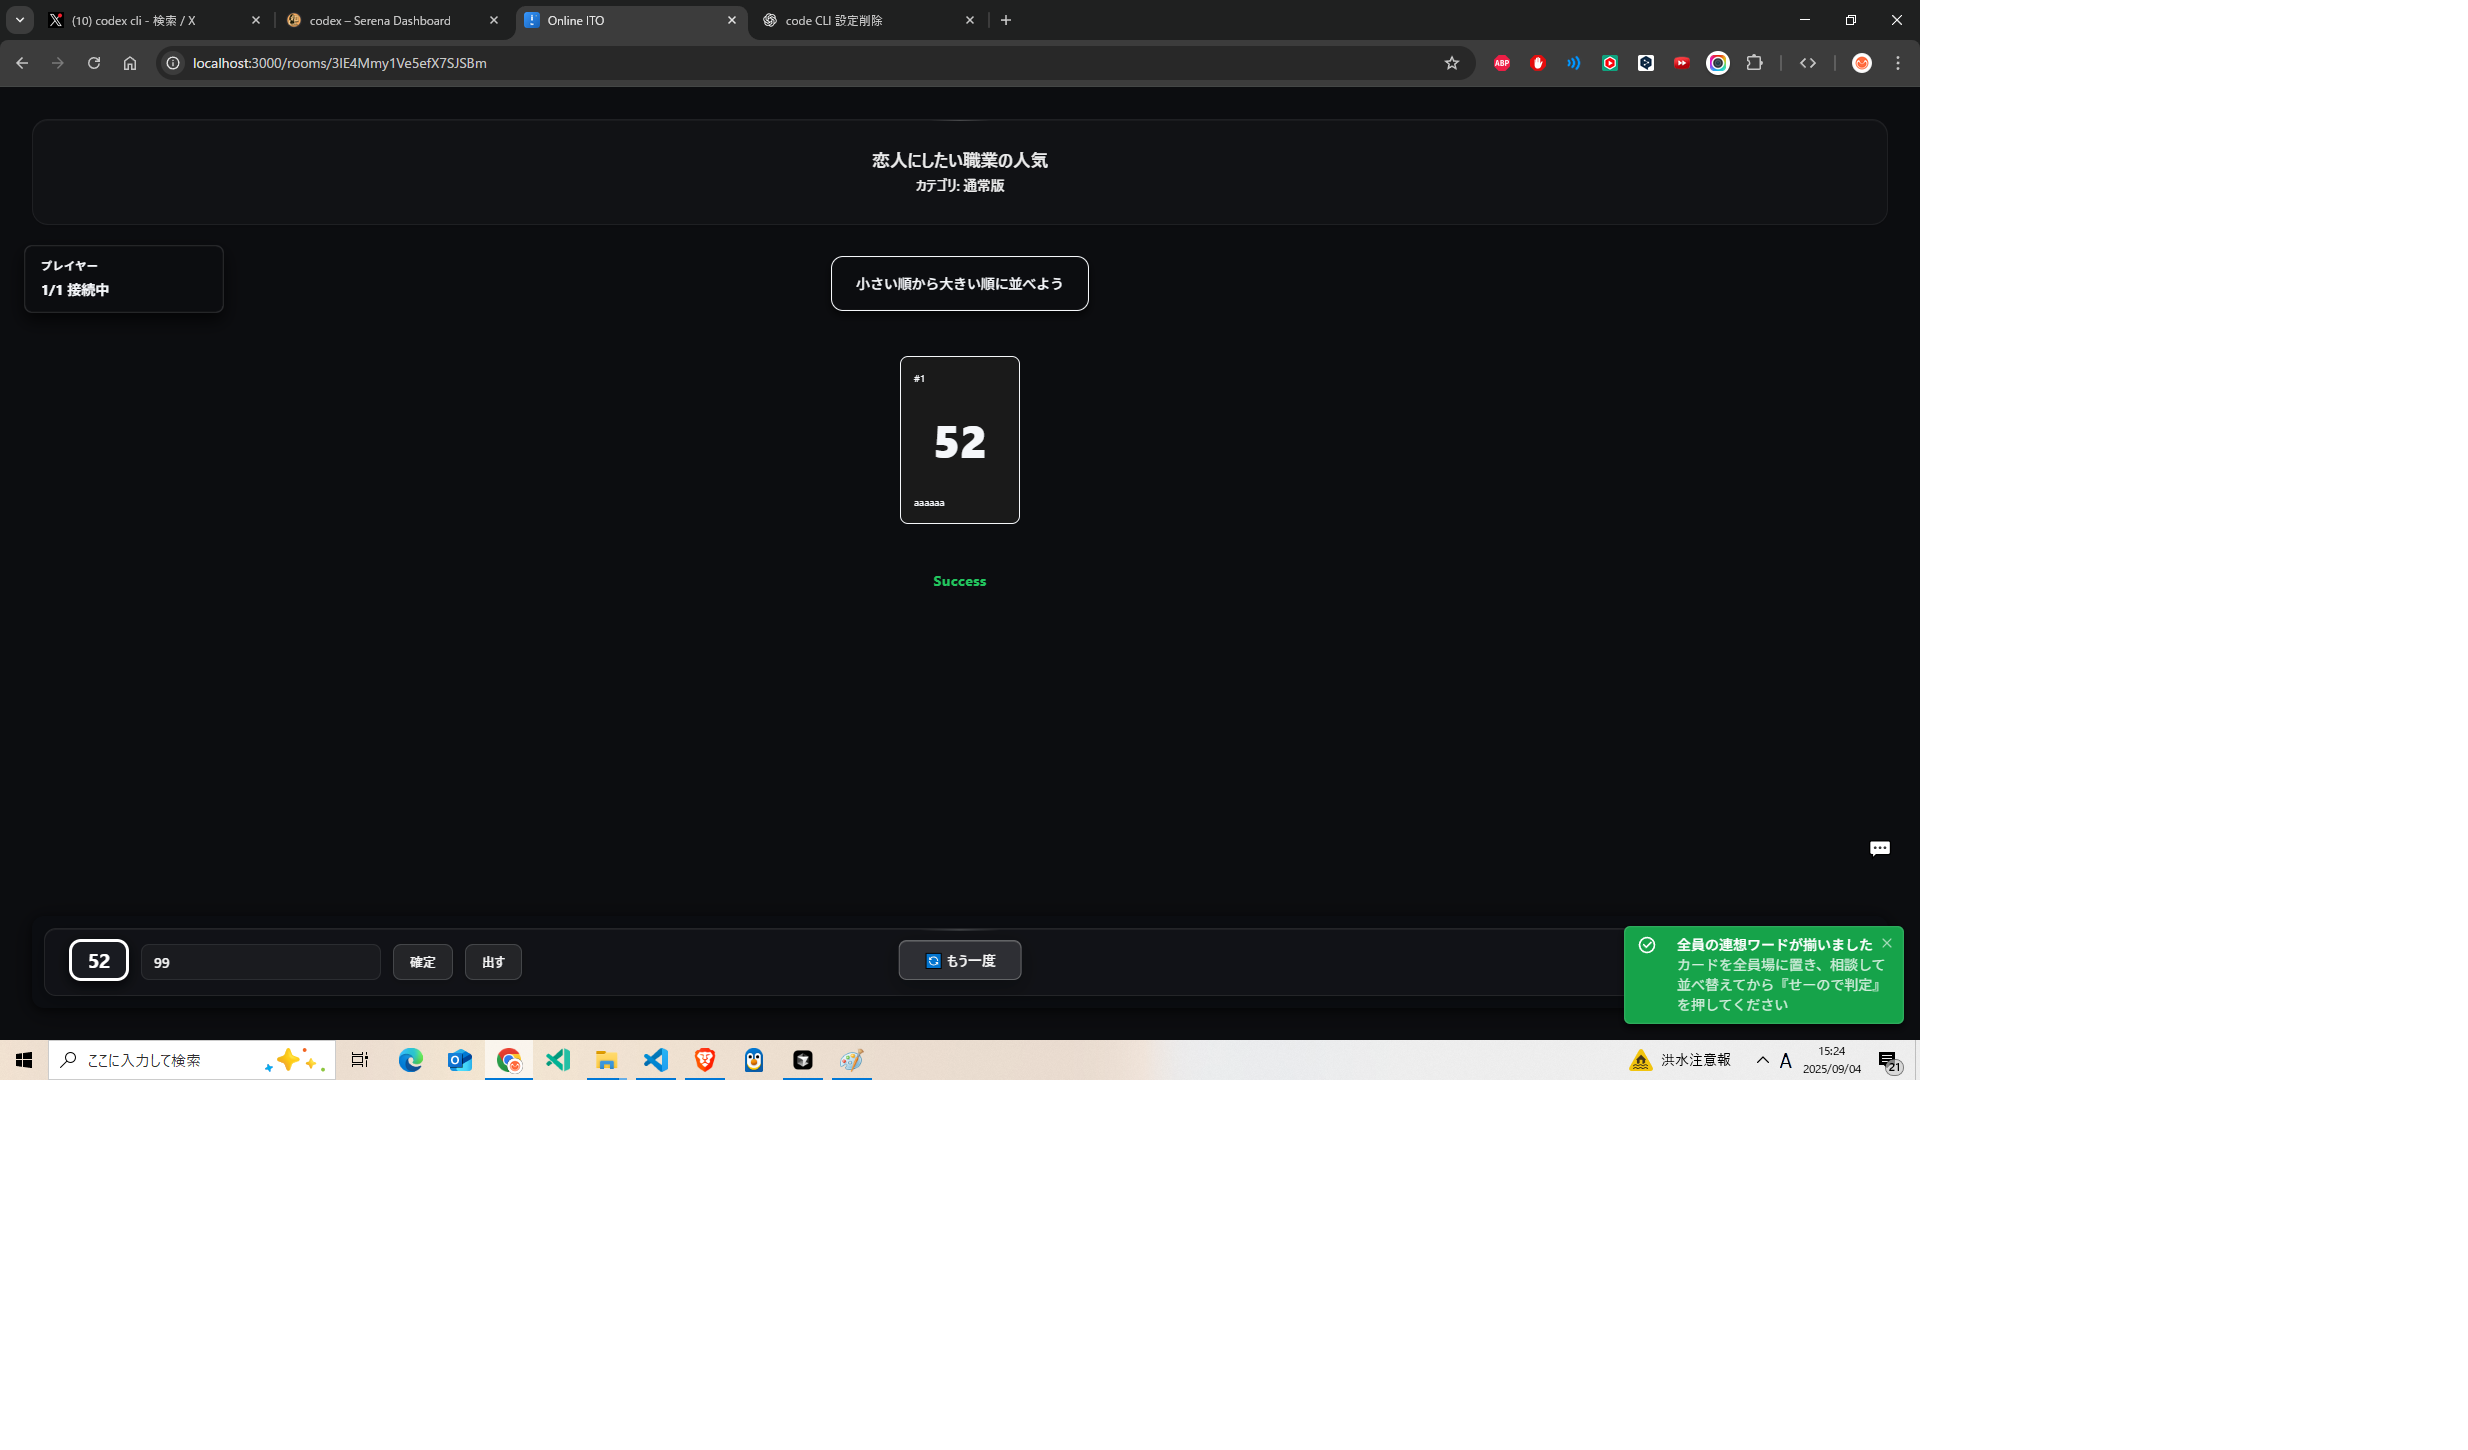 (10) codex cli - 検索 / X
codex – Serena Dashboard
Online ITO
code CLI 設定削除
localhost:3000/rooms/3IE4Mmy1Ve5efX7SJSBm
ABP
恋人にしたい職業の人気
カテゴリ: 通常版
プレイヤー
1/1 接続中
小さい順から大きい順に並べよう
#1
52
aaaaaa
Success
52
99
確定
出す
もう一度
全員の連想ワードが揃いました
カードを全員場に置き、相談して
並べ替えてから『せーので判定』
を押してください
ここに入力して検索
洪水注意報
A
15:24
2025/09/04
21